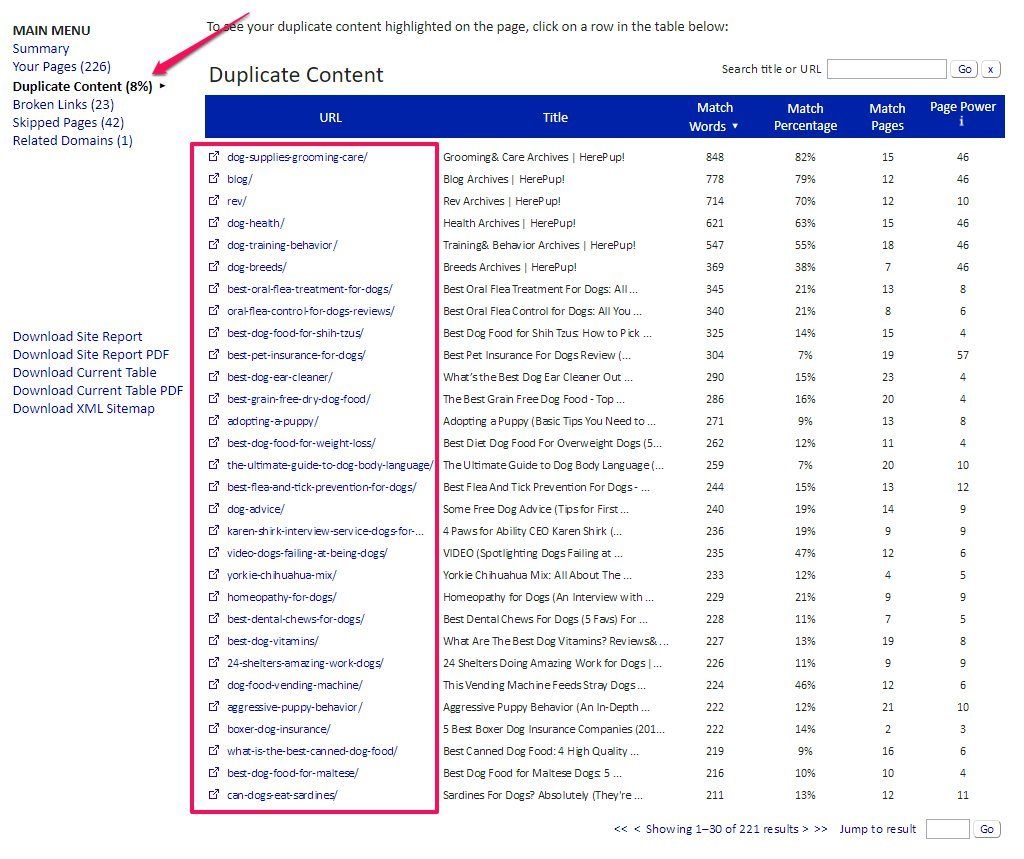 To see your duplicate content highlighted on the page, click on a row in the table below:
MAIN MENU
Summary
Your Pages (226)
Duplicate Content (8%) ▸
Broken Links (23)
Skipped Pages (42)
Related Domains (1)
Download Site Report
Download Site Report PDF
Download Current Table
Download Current Table PDF
Download XML Sitemap
Duplicate Content
Search title or URL Go x
URL Title Match Words ▼ Match Percentage Match Pages Page Power i
dog-supplies-grooming-care/ Grooming& Care Archives | HerePup! 848 82% 15 46
blog/ Blog Archives | HerePup! 778 79% 12 46
rev/ Rev Archives | HerePup! 714 70% 12 10
dog-health/ Health Archives | HerePup! 621 63% 15 46
dog-training-behavior/ Training& Behavior Archives | HerePup! 547 55% 18 46
dog-breeds/ Breeds Archives | HerePup! 369 38% 7 46
best-oral-flea-treatment-for-dogs/ Best Oral Flea Treatment For Dogs: All ... 345 21% 13 8
oral-flea-control-for-dogs-reviews/ Best Oral Flea Control for Dogs: All You ... 340 21% 8 6
best-dog-food-for-shih-tzus/ Best Dog Food for Shih Tzus: How to Pick ... 325 14% 15 4
best-pet-insurance-for-dogs/ Best Pet Insurance For Dogs Review (... 304 7% 19 57
best-dog-ear-cleaner/ What's the Best Dog Ear Cleaner Out ... 290 15% 23 4
best-grain-free-dry-dog-food/ The Best Grain Free Dog Food - Top ... 286 16% 20 4
adopting-a-puppy/ Adopting a Puppy (Basic Tips You Need to ... 271 9% 13 8
best-dog-food-for-weight-loss/ Best Diet Dog Food For Overweight Dogs (5... 262 12% 11 4
the-ultimate-guide-to-dog-body-language/ The Ultimate Guide to Dog Body Language (... 259 7% 20 10
best-flea-and-tick-prevention-for-dogs/ Best Flea And Tick Prevention For Dogs - ... 244 15% 13 12
dog-advice/ Some Free Dog Advice (Tips for First ... 240 19% 14 9
karen-shirk-interview-service-dogs-for-... 4 Paws for Ability CEO Karen Shirk (... 236 19% 9 9
video-dogs-failing-at-being-dogs/ VIDEO (Spotlighting Dogs Failing at ... 235 47% 12 6
yorkie-chihuahua-mix/ Yorkie Chihuahua Mix: All About The ... 233 12% 4 5
homeopathy-for-dogs/ Homeopathy for Dogs (An Interview with ... 229 21% 9 9
best-dental-chews-for-dogs/ Best Dental Chews For Dogs (5 Favs) For ... 228 11% 7 5
best-dog-vitamins/ What Are The Best Dog Vitamins? Reviews& ... 227 13% 19 8
24-shelters-amazing-work-dogs/ 24 Shelters Doing Amazing Work for Dogs |... 226 11% 9 9
dog-food-vending-machine/ This Vending Machine Feeds Stray Dogs ... 224 46% 12 6
aggressive-puppy-behavior/ Aggressive Puppy Behavior (An In-Depth ... 222 12% 21 10
boxer-dog-insurance/ 5 Best Boxer Dog Insurance Companies (201... 222 14% 2 3
what-is-the-best-canned-dog-food/ Best Canned Dog Food: 4 High Quality ... 219 9% 16 6
best-dog-food-for-maltese/ Best Dog Food for Maltese Dogs: 5 ... 216 10% 10 4
can-dogs-eat-sardines/ Sardines For Dogs? Absolutely (They're ... 211 13% 12 11
<< < Showing 1–30 of 221 results > >> Jump to result Go